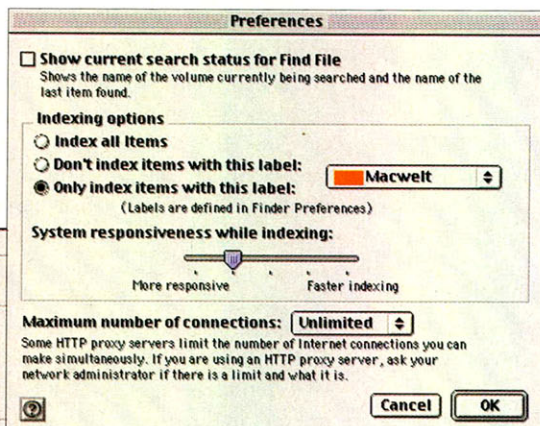 Preferences
Show current search status for Find File
Shows the name of the volume currently being searched and the name of the
last item found.
Indexing options
Index all Items
Don't index items with this label:
Macwelt
Only index items with this label:
(Labels are defined in Finder Preferences)
System responsiveness while indexing:
More responsive Faster indexing
Maximum number of connections: Unlimited
Some HTTP proxy servers limit the number of Internet connections you can
make simultaneously. If you are using an HTTP proxy server, ask your
network administrator if there is a limit and what it is.
? Cancel OK